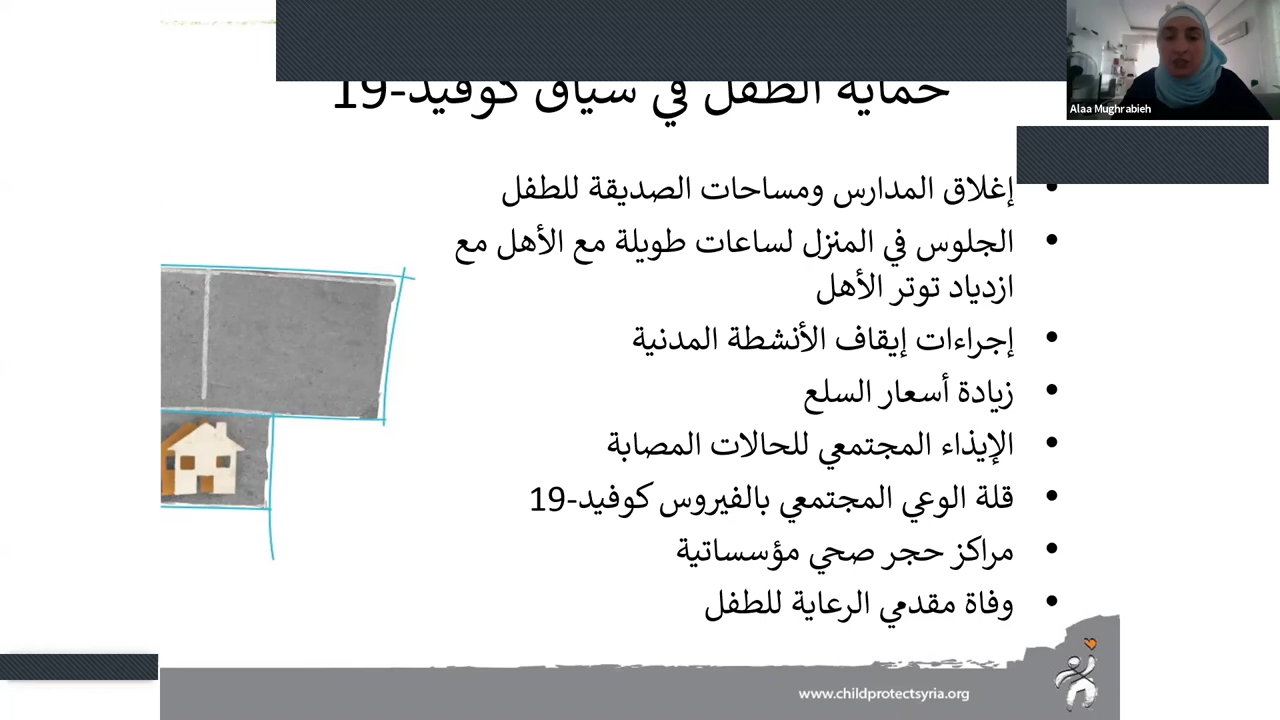 حماية الطفل في سياق كوفيد-19
Alaa Mughrabieh
• إغلاق المدارس ومساحات الصديقة للطفل
• الجلوس في المنزل لساعات طويلة مع الأهل مع
ازدياد توتر الأهل
• إجراءات إيقاف الأنشطة المدنية
• زيادة أسعار السلع
• الإيذاء المجتمعي للحالات المصابة
• قلة الوعي المجتمعي بالفيروس كوفيد-19
• مراكز حجر صحي مؤسساتية
• وفاة مقدمي الرعاية للطفل
www.childprotectsyria.org